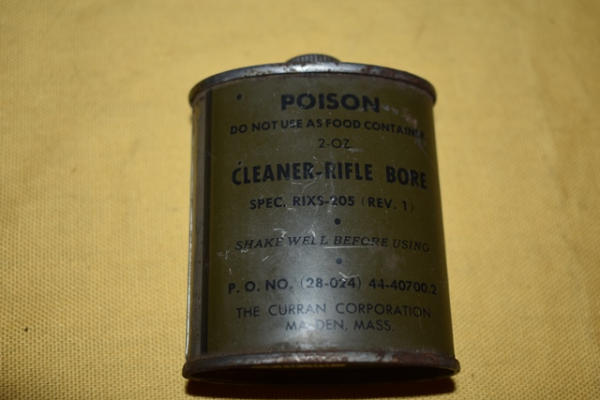 POISON
DO NOT USE AS FOOD CONTAINER
2-OZ.
CLEANER-RIFLE BORE
SPEC. RIXS-205 (REV. 1)
SHAKE WELL BEFORE USING
P. O. NO. (28-024) 44-40700.2
THE CURRAN CORPORATION
MALDEN, MASS.